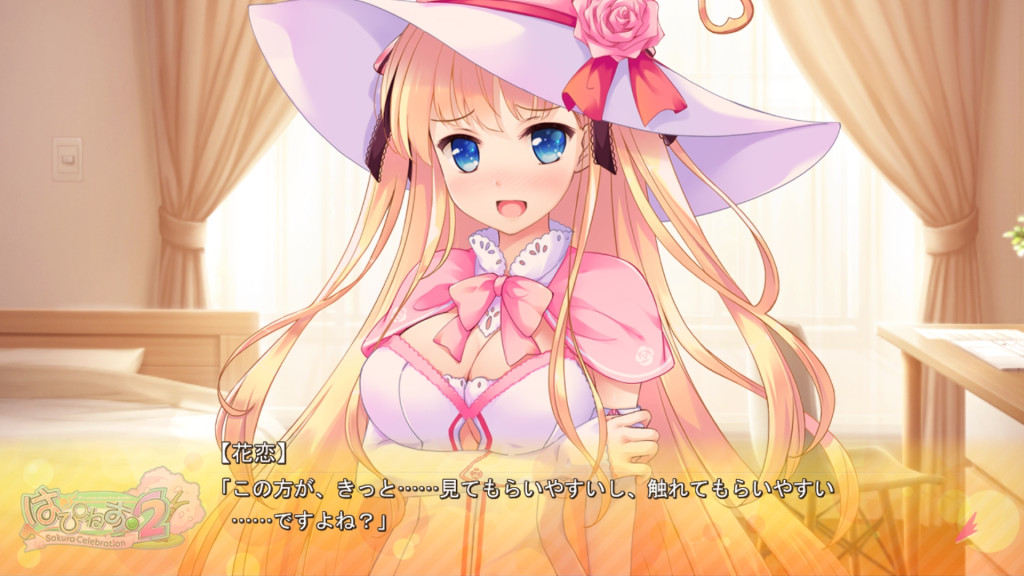 【花恋】
「この方が、きっと……見てもらいやすいし、触れてもらいやすい
……ですよね？」
はぴねす!2
Sakura Celebration